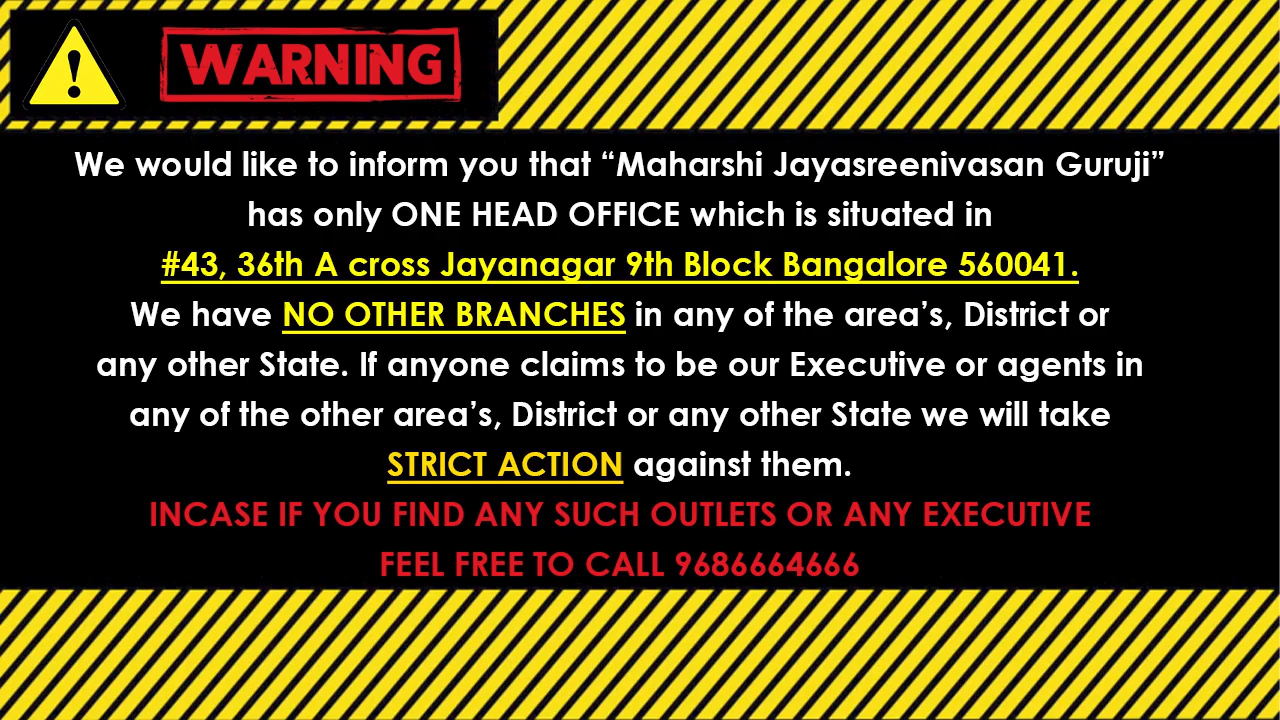 WARNING
We would like to inform you that “Maharshi Jayasreenivasan Guruji”
has only ONE HEAD OFFICE which is situated in
#43, 36th A cross Jayanagar 9th Block Bangalore 560041.
We have NO OTHER BRANCHES in any of the area’s, District or
any other State. If anyone claims to be our Executive or agents in
any of the other area’s, District or any other State we will take
STRICT ACTION against them.
INCASE IF YOU FIND ANY SUCH OUTLETS OR ANY EXECUTIVE
FEEL FREE TO CALL 9686664666